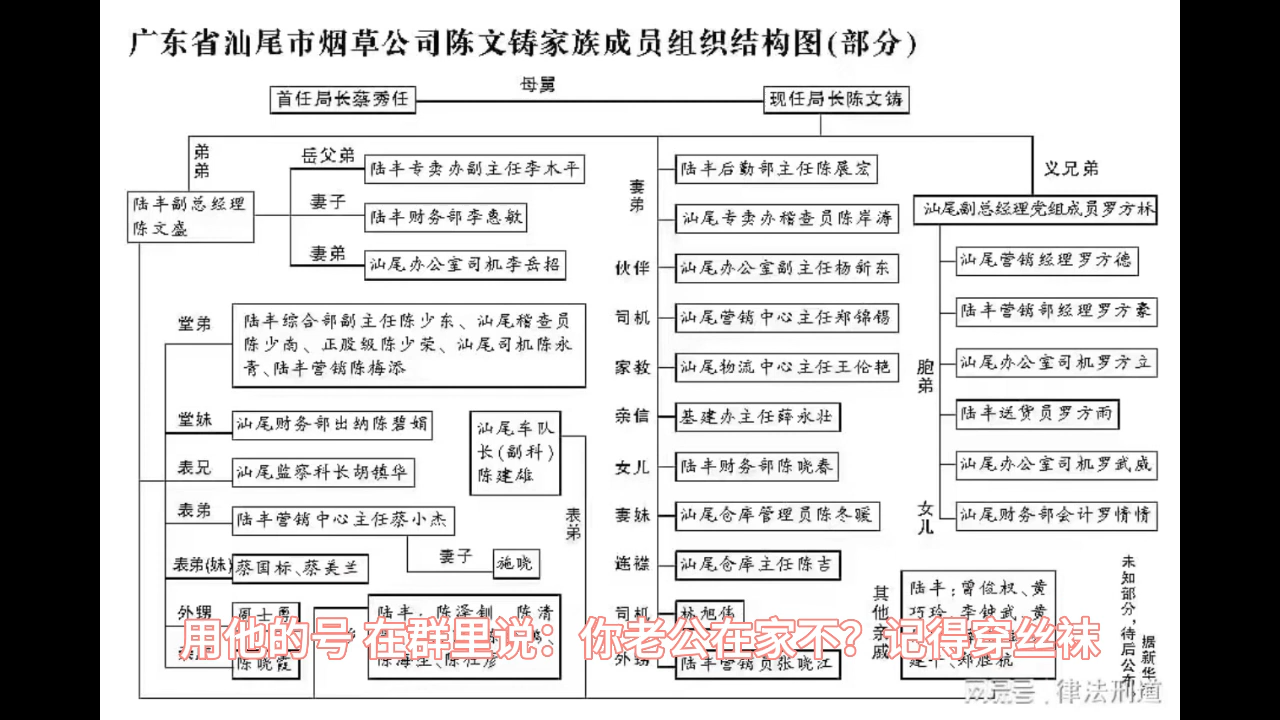 广东省汕尾市烟草公司陈文铸家族成员组织结构图(部分)
首任局长蔡秀任
母舅
现任局长陈文铸
弟弟
陆丰副总经理
陈文盛
岳父弟
陆丰专卖办副主任李木平
妻子
陆丰财务部李惠敏
妻弟
汕尾办公室司机李岳招
堂弟
陆丰综合部副主任陈少东、汕尾稽查员
陈少南、正股级陈少荣、汕尾司机陈永
青、陆丰营销陈梅添
堂妹
汕尾财务部出纳陈碧娟
表兄
汕尾监察科长胡镇华
表弟
陆丰营销中心主任蔡小杰
妻子
施晓
表弟(妹)
蔡国标、蔡美兰
外甥
周士勇
陈晓霞
陆丰：陈泽钊、陈清
汕尾车队
长(副科)
陈建雄
表弟
妻弟
陆丰后勤部主任陈展宏
汕尾专卖办稽查员陈岸涛
伙伴
汕尾办公室副主任杨新东
司机
汕尾营销中心主任郑锦锡
家教
汕尾物流中心主任王伦艳
亲信
基建办主任薛永壮
女儿
陆丰财务部陈晓春
妻妹
汕尾仓库管理员陈冬暖
连襟
汕尾仓库主任陈吉
司机
林旭伟
外甥
陆丰营销员张晓江
义兄弟
汕尾副总经理党组成员罗方林
胞弟
汕尾营销经理罗方德
陆丰营销部经理罗方豪
汕尾办公室司机罗方立
陆丰送货员罗方雨
汕尾办公室司机罗武威
女儿
汕尾财务部会计罗情情
其他亲戚
陆丰：曾俊权、黄
巧玲、李钟武、黄
未知部分，待后公布
据新华
用他的号 在群里说：你老公在家不？记得穿丝袜
网易号 律法刑道